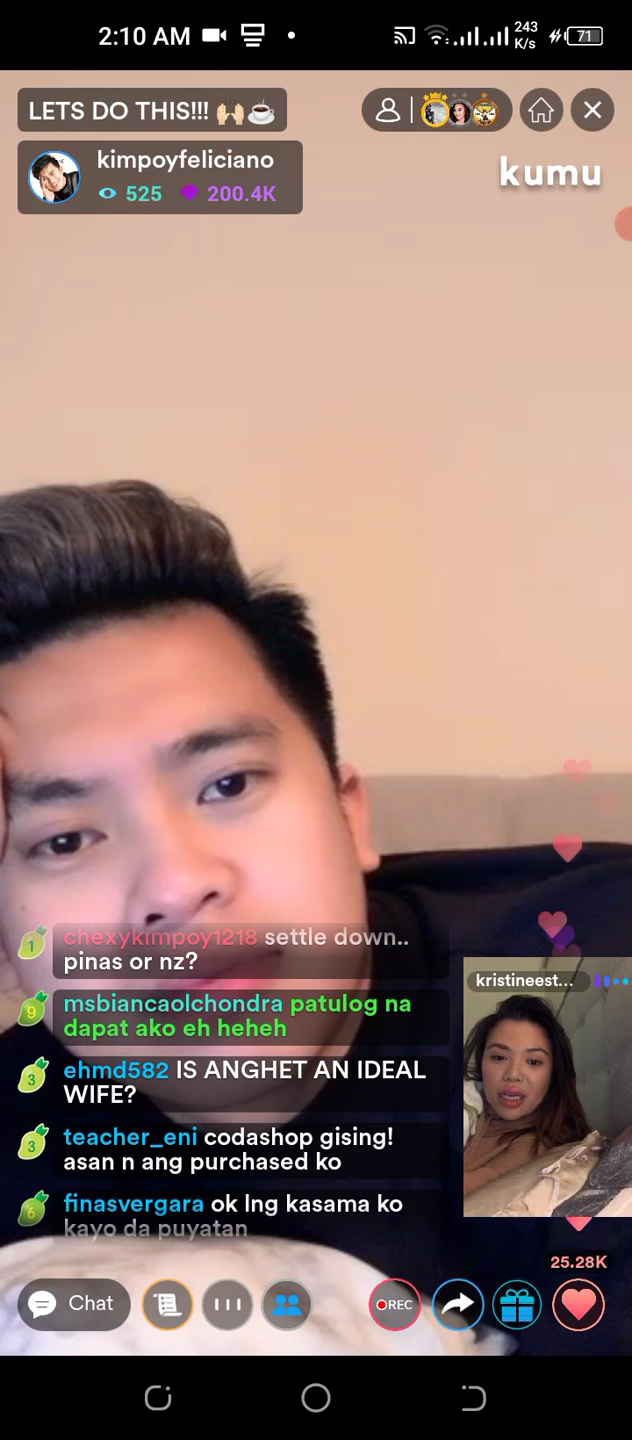 2:10 AM
243
K/s
71
LETS DO THIS!!! 🙌🏻☕
kimpoyfeliciano
525 200.4K
kumu
1 chexykimpoy1218 settle down..
pinas or nz?
kristineest...
9 msbiancaolchondra patulog na
dapat ako eh heheh
3 ehmd582 IS ANGHET AN IDEAL
WIFE?
3 teacher_eni codashop gising!
asan n ang purchased ko
6 finasvergara ok lng kasama ko
kayo da puyatan
25.28K
Chat
REC